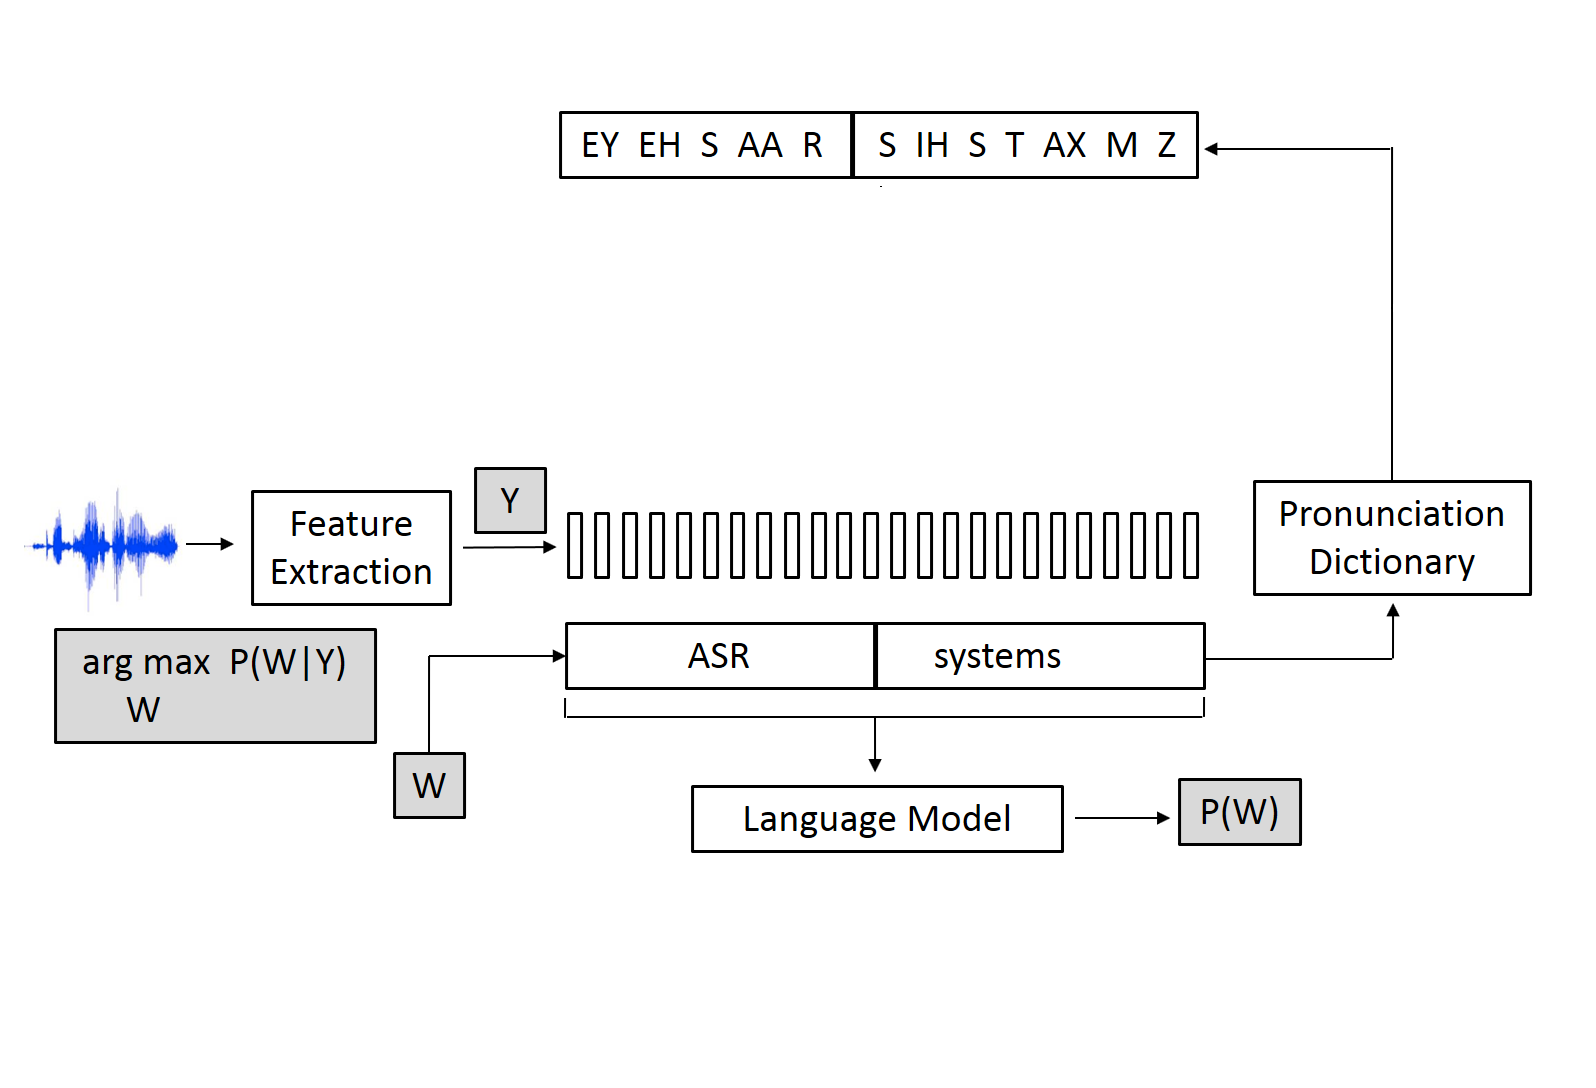 EY EH S AA R S IH S T AX M Z
Y
Feature
Extraction
Pronunciation
Dictionary
arg max P(W|Y)
W
ASR systems
W
Language Model
P(W)